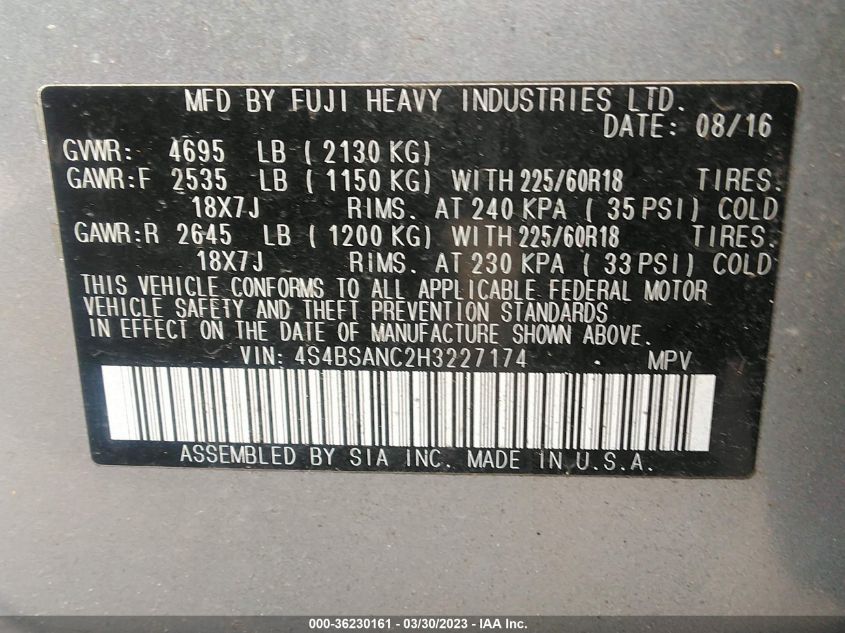 MFD BY FUJI HEAVY INDUSTRIES LTD.
DATE: 08/16
GVWR: 4695 LB ( 2130 KG)
GAWR:F 2535 LB ( 1150 KG) WITH 225/60R18 TIRES.
18X7J RIMS. AT 240 KPA ( 35 PSI) COLD
GAWR:R 2645 LB ( 1200 KG) WITH 225/60R18 TIRES.
18X7J RIMS. AT 230 KPA ( 33 PSI) COLD
THIS VEHICLE CONFORMS TO ALL APPLICABLE FEDERAL MOTOR
VEHICLE SAFETY AND THEFT PREVENTION STANDARDS
IN EFFECT ON THE DATE OF MANUFACTURE SHOWN ABOVE.
VIN: 4S4BSANC2H3227174 MPV
ASSEMBLED BY SIA INC. MADE IN U.S.A.
000-36230161 - 03/30/2023 - IAA Inc.